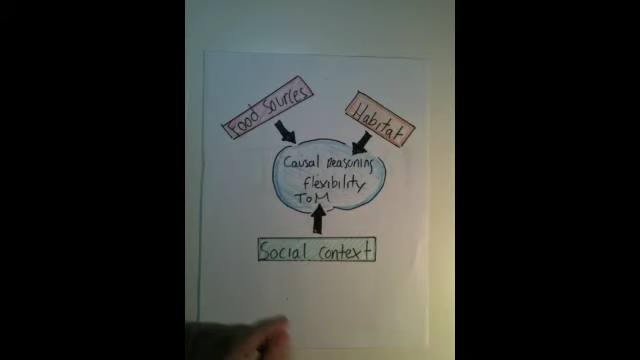 Food sources
Habitat
Causal reasoning
flexibility
ToM
Social context